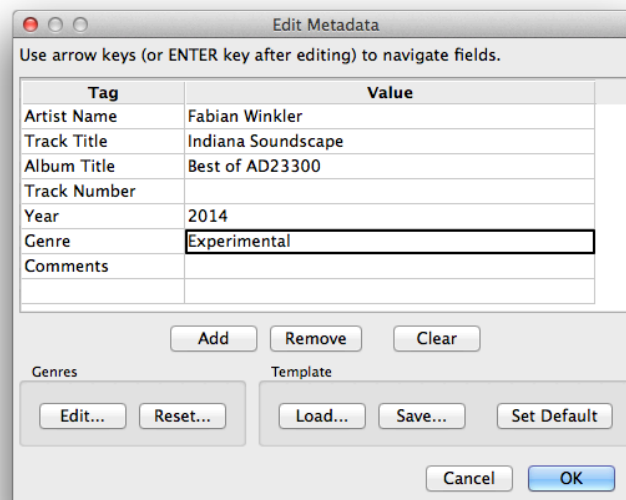 Edit Metadata
Use arrow keys (or ENTER key after editing) to navigate fields.
Tag Value
Artist Name Fabian Winkler
Track Title Indiana Soundscape
Album Title Best of AD23300
Track Number
Year 2014
Genre Experimental
Comments
Add Remove Clear
Genres Template
Edit... Reset... Load... Save... Set Default
Cancel OK